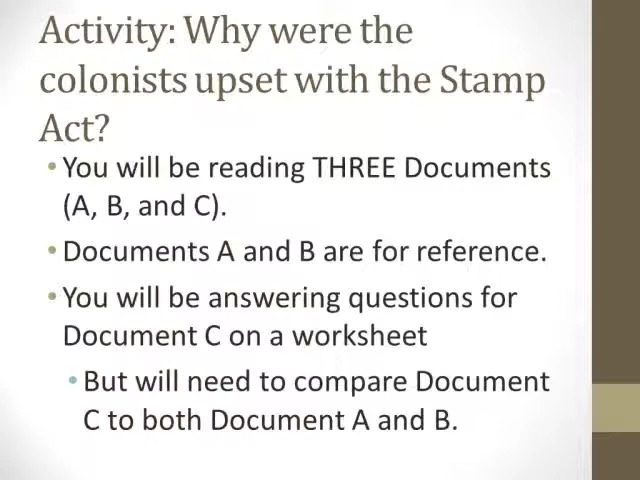 Activity: Why were the
colonists upset with the Stamp
Act?
• You will be reading THREE Documents
(A, B, and C).
• Documents A and B are for reference.
• You will be answering questions for
Document C on a worksheet
• But will need to compare Document
C to both Document A and B.